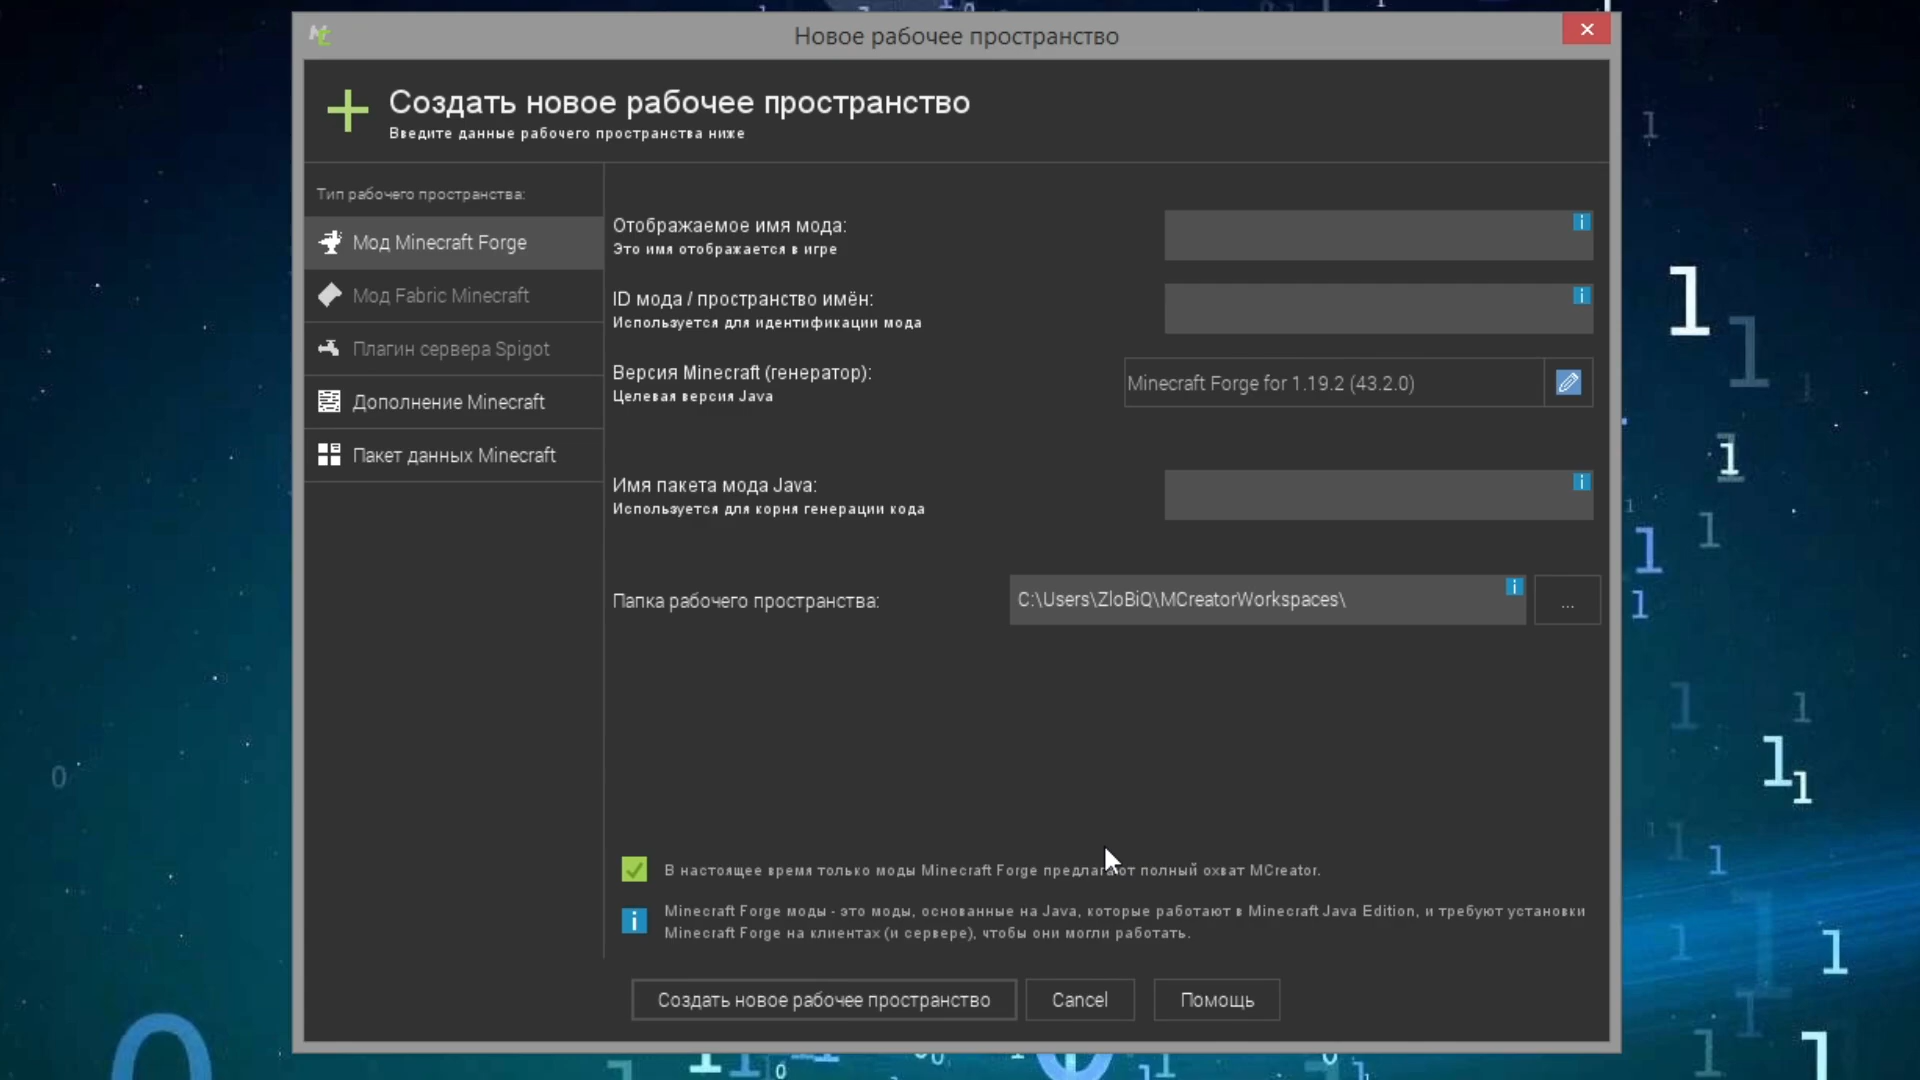 Новое рабочее пространство
Создать новое рабочее пространство
Введите данные рабочего пространства ниже
Тип рабочего пространства:
Мод Minecraft Forge
Мод Fabric Minecraft
Плагин сервера Spigot
Дополнение Minecraft
Пакет данных Minecraft
Отображаемое имя мода:
Это имя отображается в игре
ID мода / пространство имён:
Используется для идентификации мода
Версия Minecraft (генератор):
Целевая версия Java
Minecraft Forge for 1.19.2 (43.2.0)
Имя пакета мода Java:
Используется для корня генерации кода
Папка рабочего пространства:
C:\Users\ZloBiQ\MCreatorWorkspaces\
...
В настоящее время только моды Minecraft Forge предлагают полный охват MCreator.
Minecraft Forge моды - это моды, основанные на Java, которые работают в Minecraft Java Edition, и требуют установки
Minecraft Forge на клиентах (и сервере), чтобы они могли работать.
Создать новое рабочее пространство
Cancel
Помощь